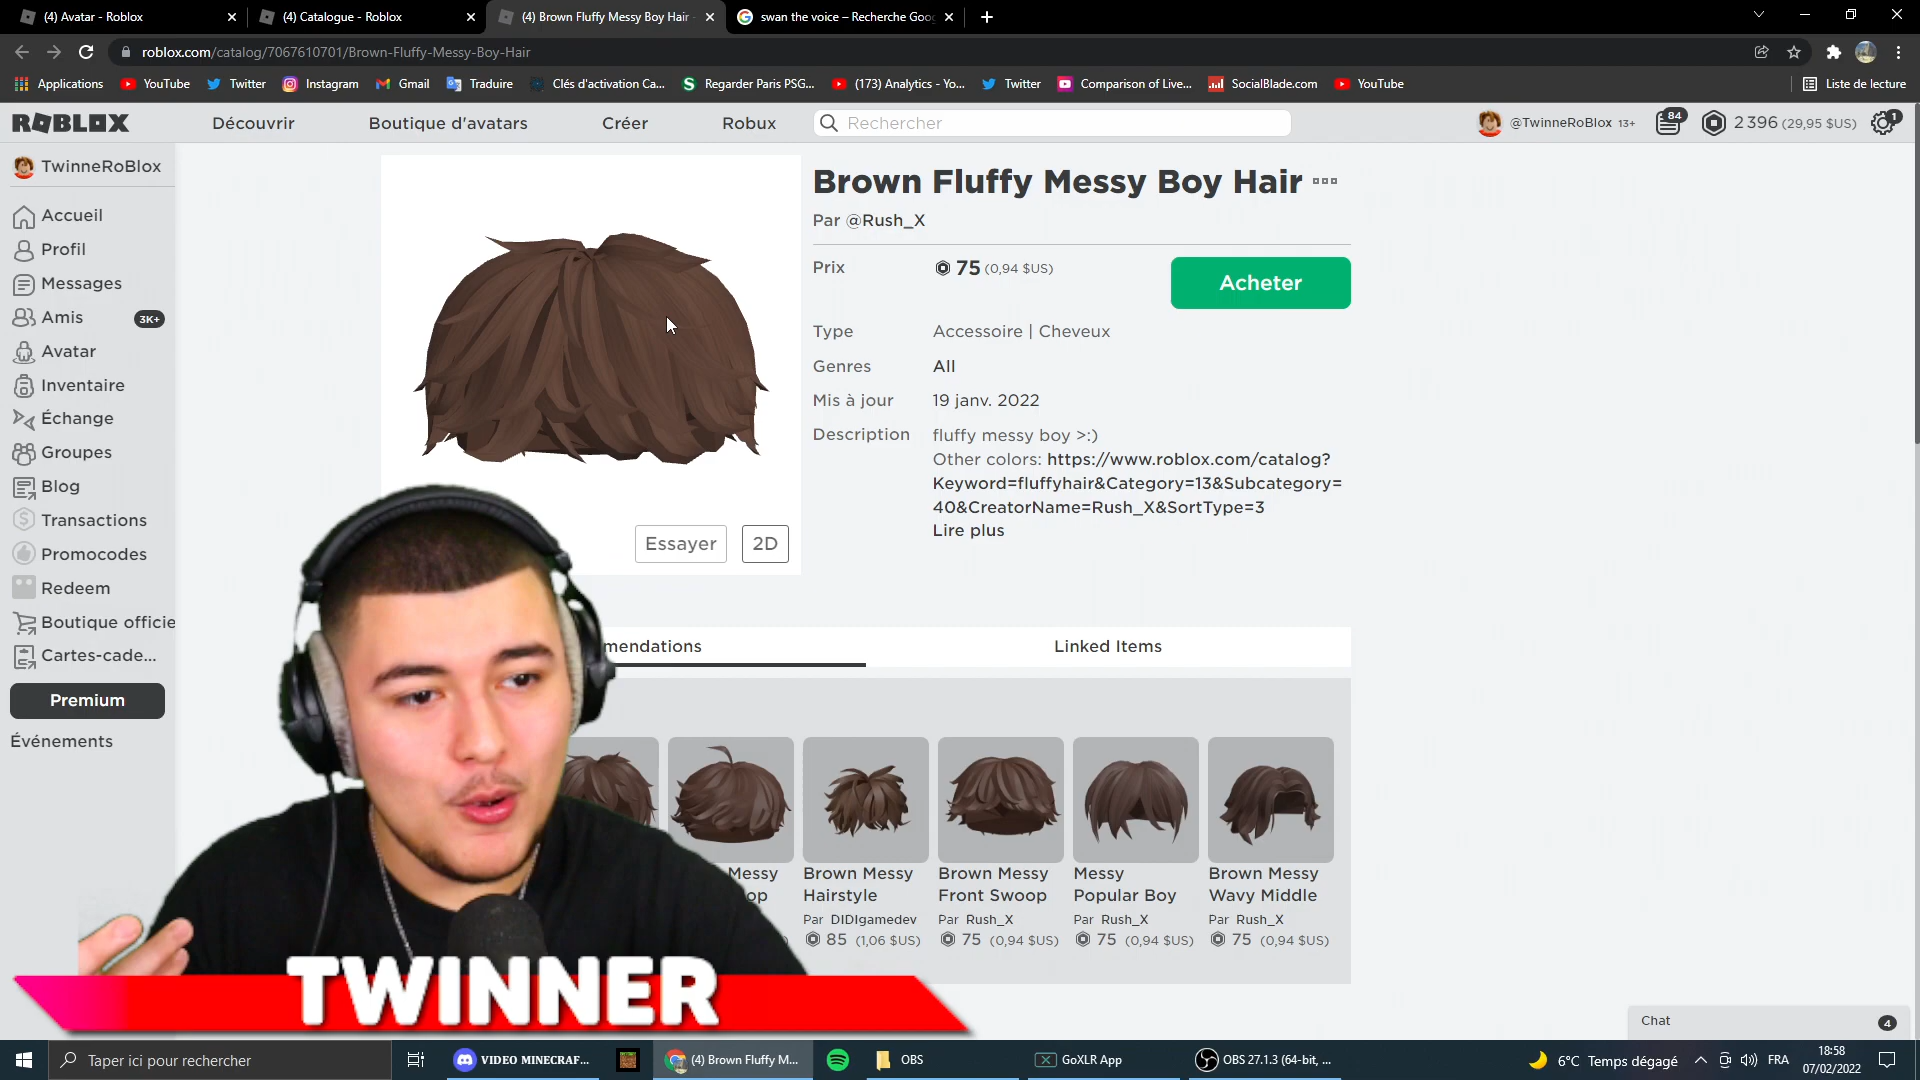 (4) Avatar - Roblox
(4) Catalogue - Roblox
(4) Brown Fluffy Messy Boy Hair -
swan the voice – Recherche Goo
roblox.com/catalog/7067610701/Brown-Fluffy-Messy-Boy-Hair
Applications
YouTube
Twitter
Instagram
Gmail
Traduire
Clés d'activation Ca...
Regarder Paris PSG...
(173) Analytics - Yo...
Twitter
Comparison of Live...
SocialBlade.com
YouTube
Liste de lecture
ROBLOX
Découvrir
Boutique d'avatars
Créer
Robux
Rechercher
@TwinneRoBlox 13+
84
2 396 (29,95 $US)
1
TwinneRoBlox
Accueil
Profil
Messages
Amis
3K+
Avatar
Inventaire
Échange
Groupes
Blog
Transactions
Promocodes
Redeem
Boutique officie
Cartes-cade...
Premium
Événements
Brown Fluffy Messy Boy Hair
Par @Rush_X
Prix
75 (0,94 $US)
Acheter
Type
Accessoire | Cheveux
Genres
All
Mis à jour
19 janv. 2022
Description
fluffy messy boy >:)
Other colors: https://www.roblox.com/catalog?
Keyword=fluffyhair&Category=13&Subcategory=
40&CreatorName=Rush_X&SortType=3
Lire plus
Essayer
2D
mendations
Linked Items
Messy
op
Brown Messy
Hairstyle
Par DIDIgamedev
85 (1,06 $US)
Brown Messy
Front Swoop
Par Rush_X
75 (0,94 $US)
Messy
Popular Boy
Par Rush_X
75 (0,94 $US)
Brown Messy
Wavy Middle
Par Rush_X
75 (0,94 $US)
TWINNER
Chat
4
Taper ici pour rechercher
VIDEO MINECRAF...
(4) Brown Fluffy M...
OBS
GoXLR App
OBS 27.1.3 (64-bit, ...
6°C Temps dégagé
FRA
18:58
07/02/2022